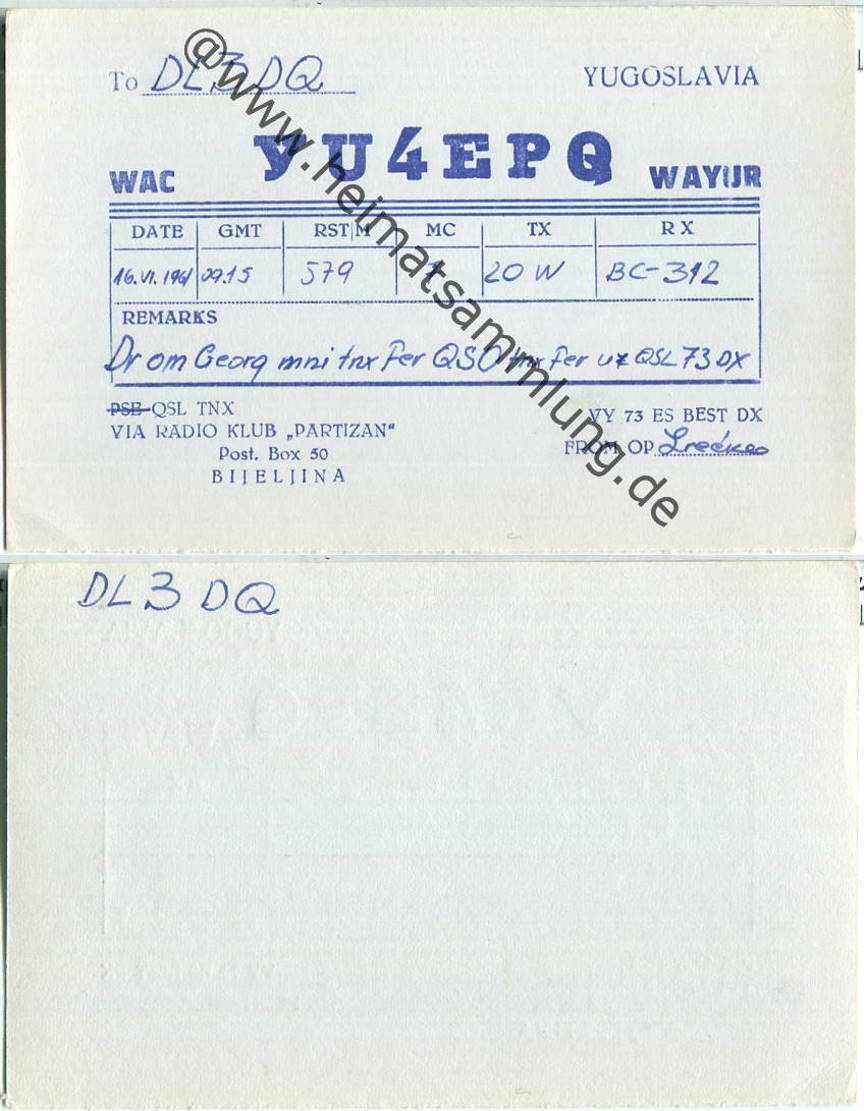 To DL3DQ YUGOSLAVIA
YU4EPQ
WAC WAYUR
DATE GMT RST|M MC TX RX
16.VI.1961 09.15 579 20 W BC-312
REMARKS
Dr om Georg mni tnx fer QSO tnx fer ur QSL 73 DX
PSE QSL TNX VY 73 ES BEST DX
VIA RADIO KLUB „PARTIZAN“ FROM OP Srećko
Post. Box 50
BIJELJINA
@www.heimatsammlung.de
DL3DQ